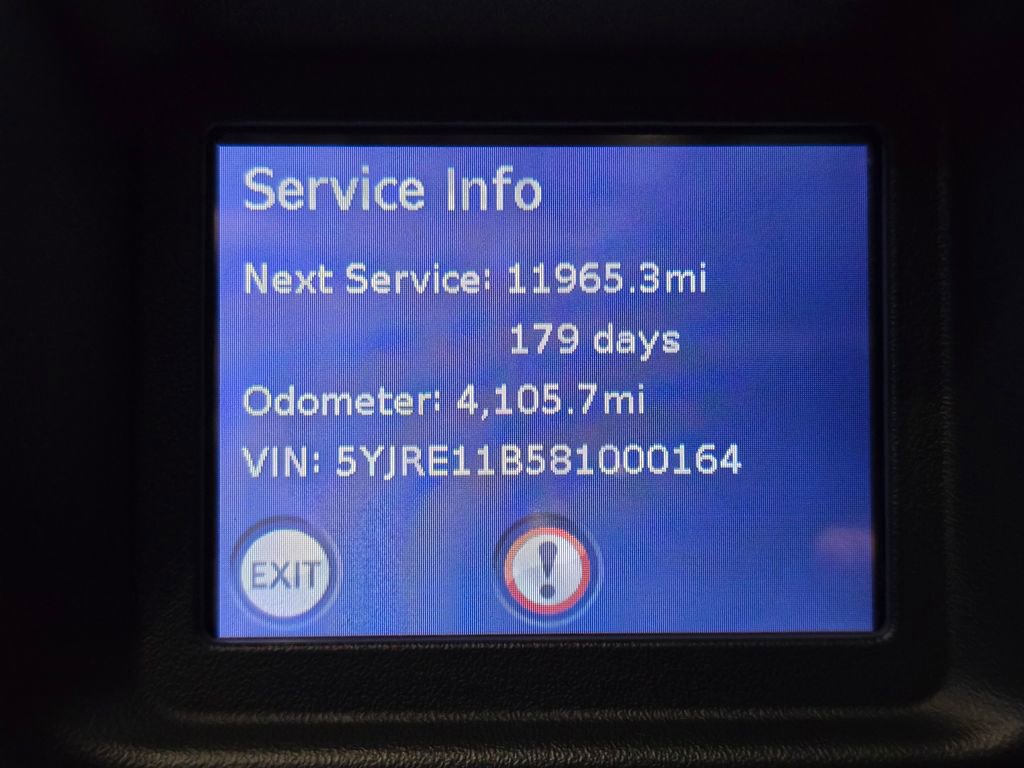 Service Info
Next Service: 11965.3mi
179 days
Odometer: 4,105.7mi
VIN: 5YJRE11B581000164
EXIT
!